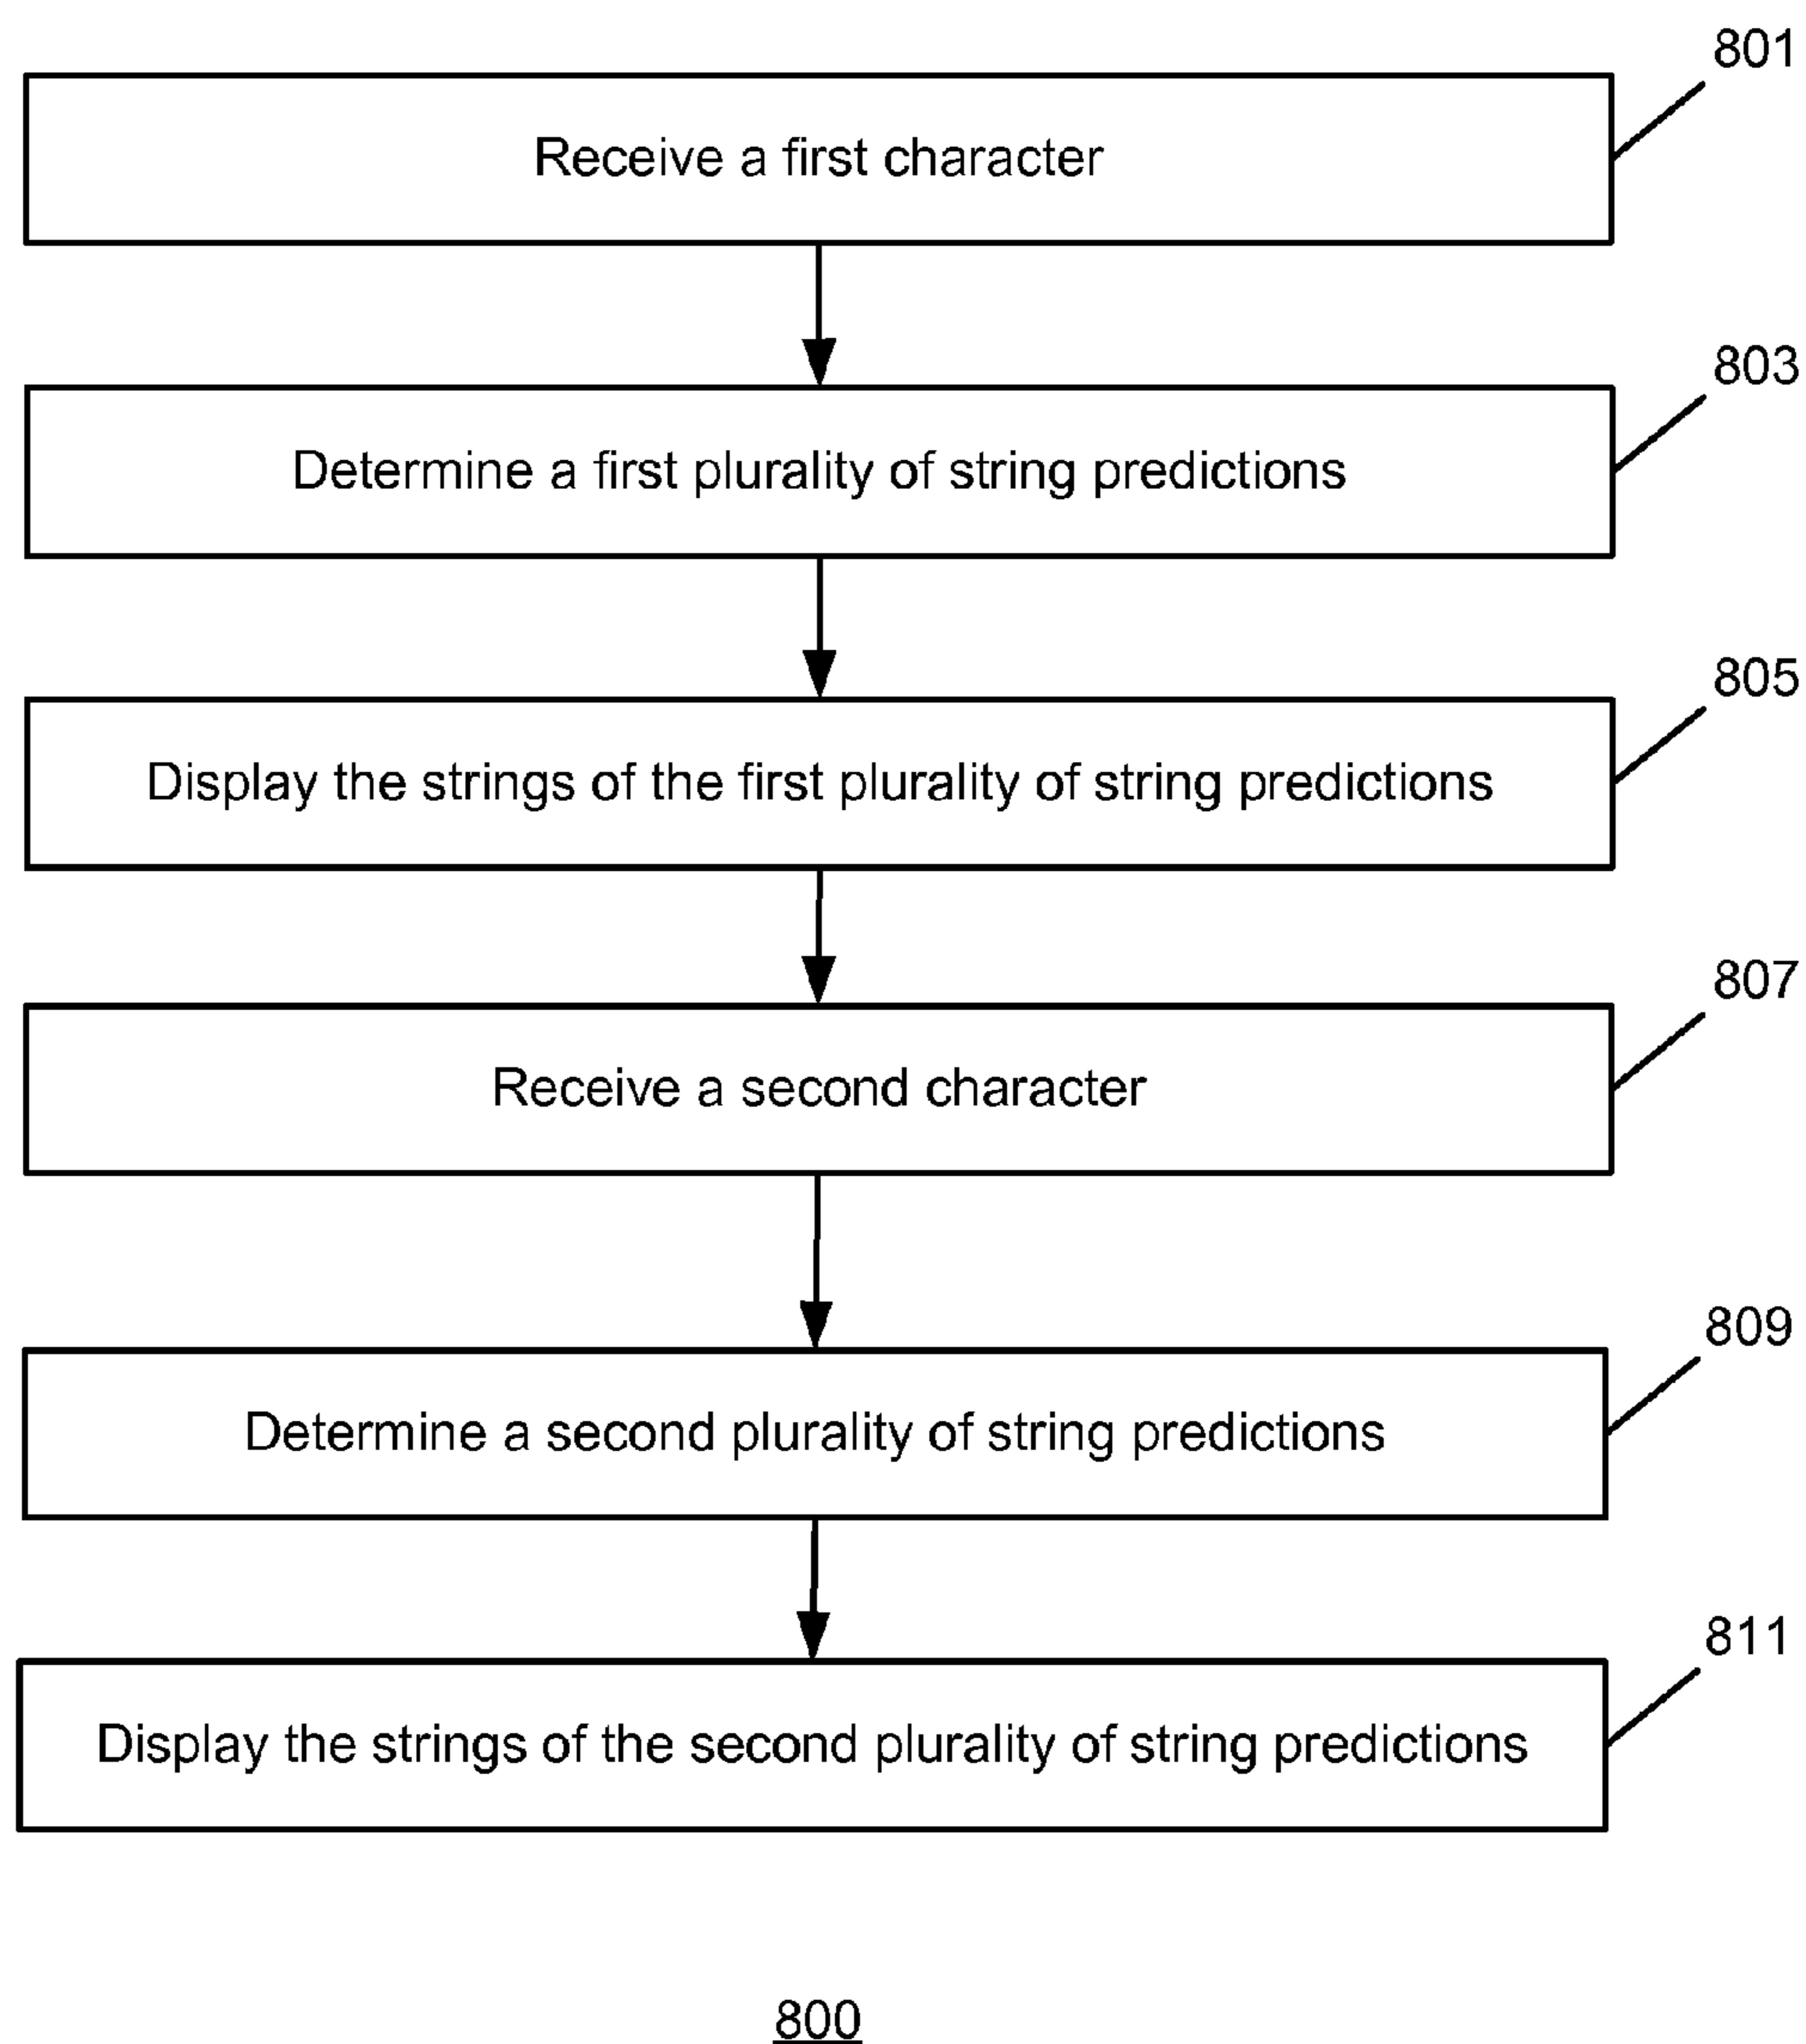 801
Receive a first character
803
Determine a first plurality of string predictions
805
Display the strings of the first plurality of string predictions
807
Receive a second character
809
Determine a second plurality of string predictions
811
Display the strings of the second plurality of string predictions
800